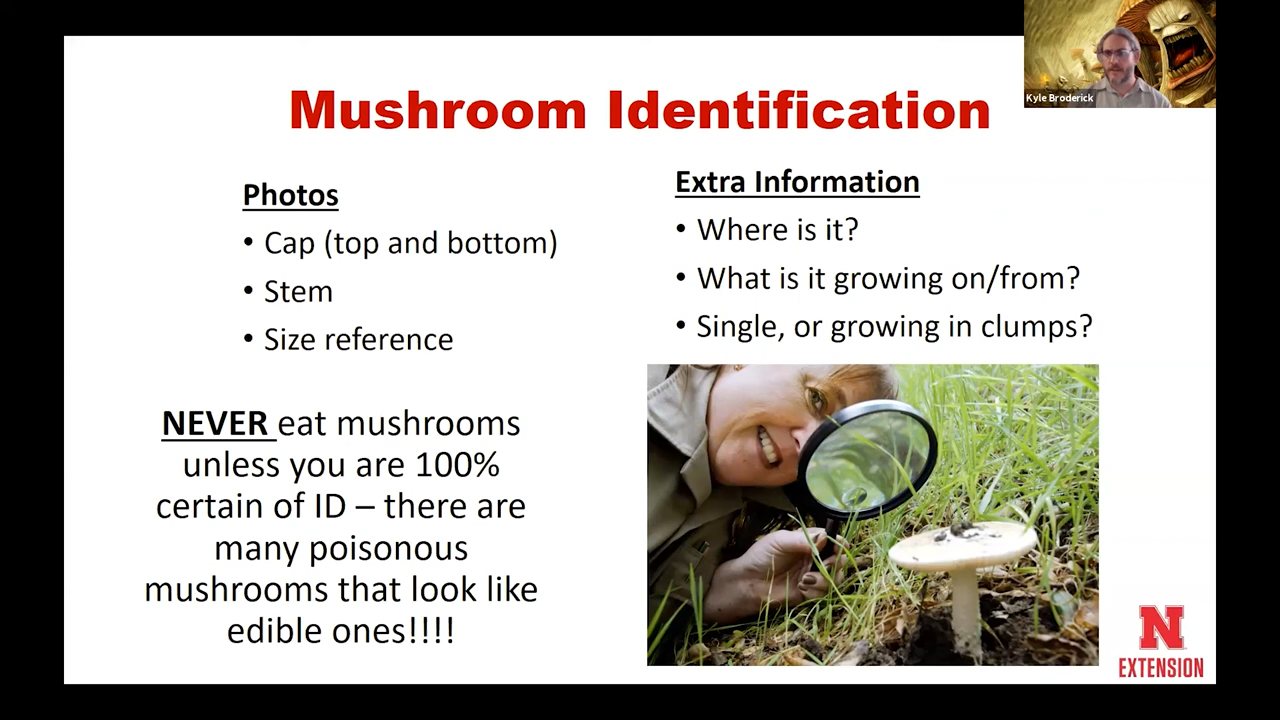 Mushroom Identification
Kyle Broderick
Photos
• Cap (top and bottom)
• Stem
• Size reference
NEVER eat mushrooms
unless you are 100%
certain of ID – there are
many poisonous
mushrooms that look like
edible ones!!!!
Extra Information
• Where is it?
• What is it growing on/from?
• Single, or growing in clumps?
N
EXTENSION